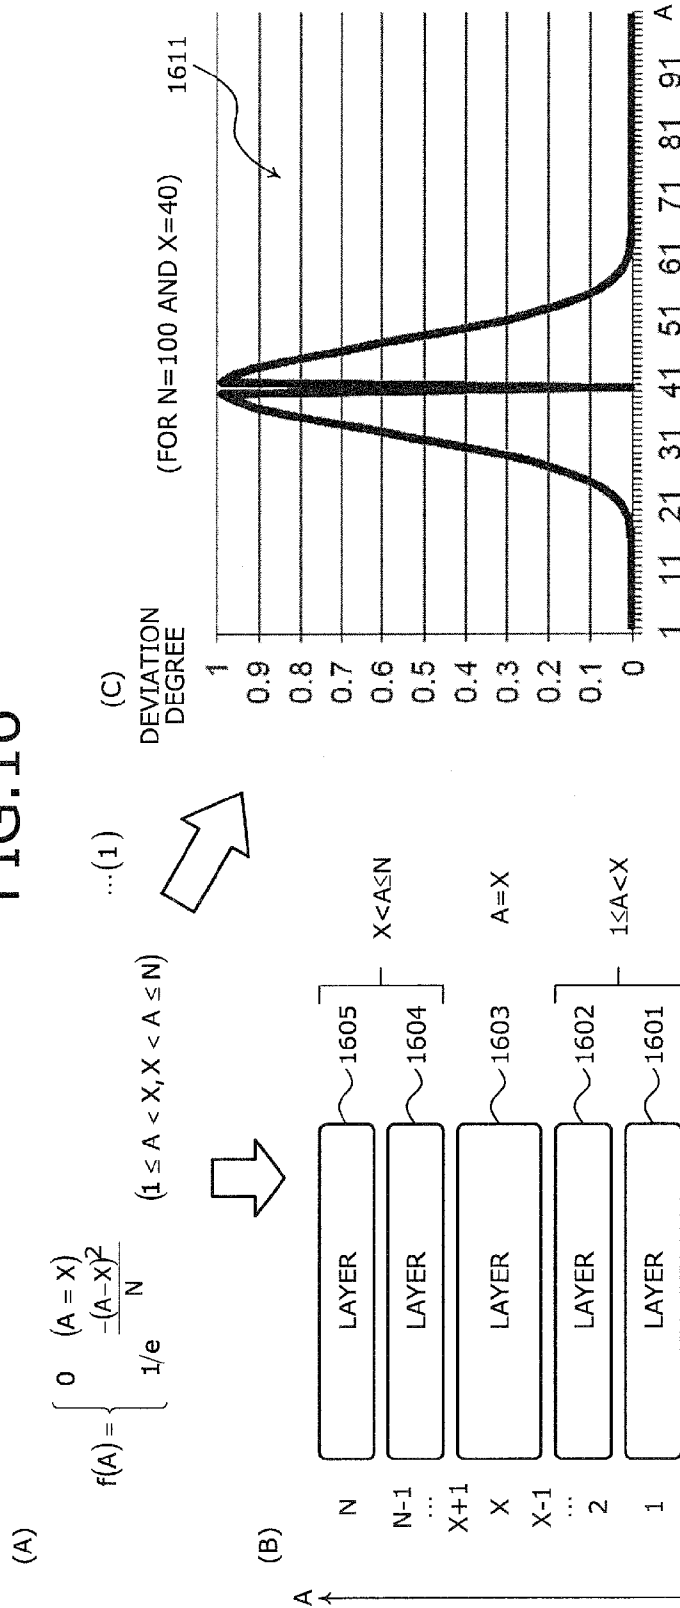 FIG.16
(A)
f(A) = { 0 (A = X)
1/e -(A-X)²/N (1 ≤ A < X, X < A ≤ N) ...(1)
(B)
A
N LAYER 1605
N-1 LAYER 1604
X<A≤N
...
X+1
X LAYER 1603 A=X
X-1
...
2 LAYER 1602
1 LAYER 1601
1≤A<X
(C)
DEVIATION
DEGREE
(FOR N=100 AND X=40)
1611
1
0.9
0.8
0.7
0.6
0.5
0.4
0.3
0.2
0.1
0
1 11 21 31 41 51 61 71 81 91 A